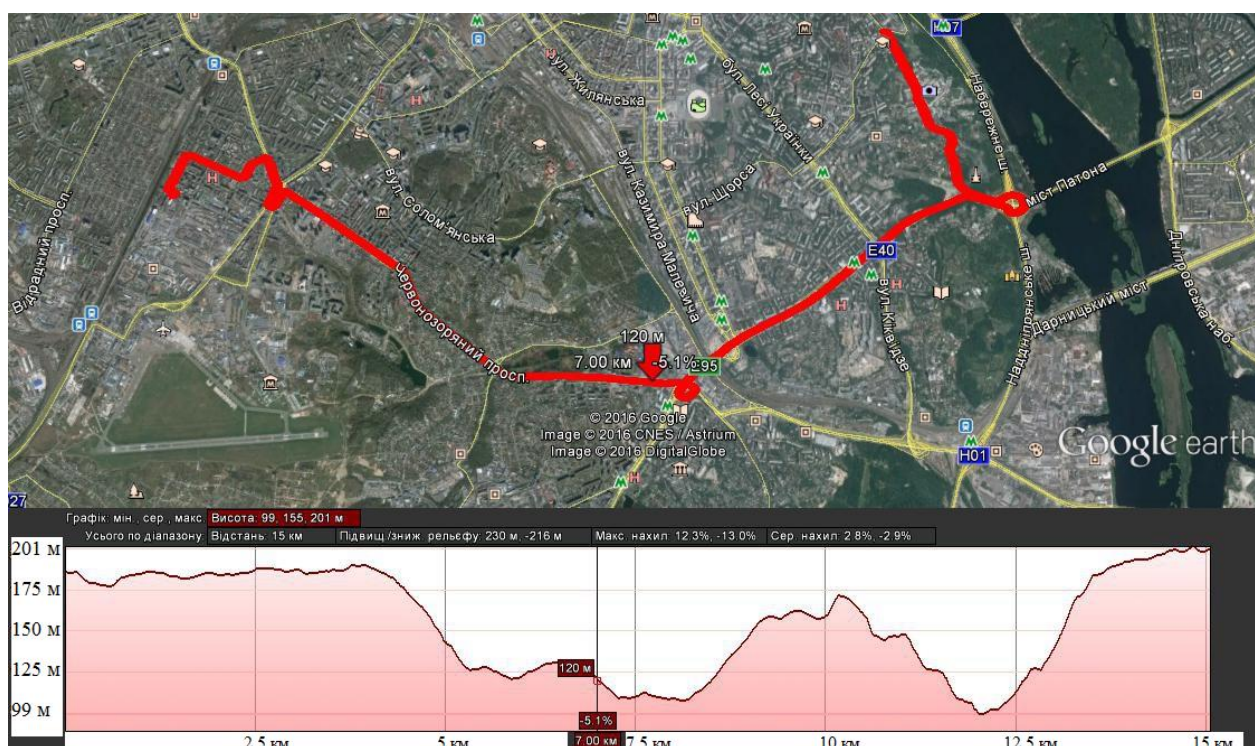 М07
вул. Жилянська
бул. Лесі Українки
Набережне ш.
міст Патона
вул. Щорса
вул. Солом'янська
вул. Казимира Малевича
Відрадний просп.
E40
Дніпровська наб.
Червонозоряний просп.
вул. Кіквідзе
Наддніпрянське ш.
Дарницький міст
120 м
7.00 км -5.1%
E95
© 2016 Google
Image © 2016 CNES / Astrium
Image © 2016 DigitalGlobe
Google earth
H01
27
Графік: мін., сер., макс Висота: 99, 155, 201 м
Усього по діапазону: Відстань: 15 км Підвищ./зниж. рельєфу: 230 м, -216 м Макс. нахил: 12.3%, -13.0% Сер. нахил: 2.8%, -2.9%
201 м
175 м
150 м
125 м
120 м
99 м
-5.1%
2.5 км 5 км 7.00 км 7.5 км 10 км 12.5 км 15 км